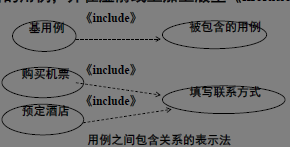 《include》
基用例
被包含的用例
购买机票
《include》
《include》
填写联系方式
预定酒店
用例之间包含关系的表示法